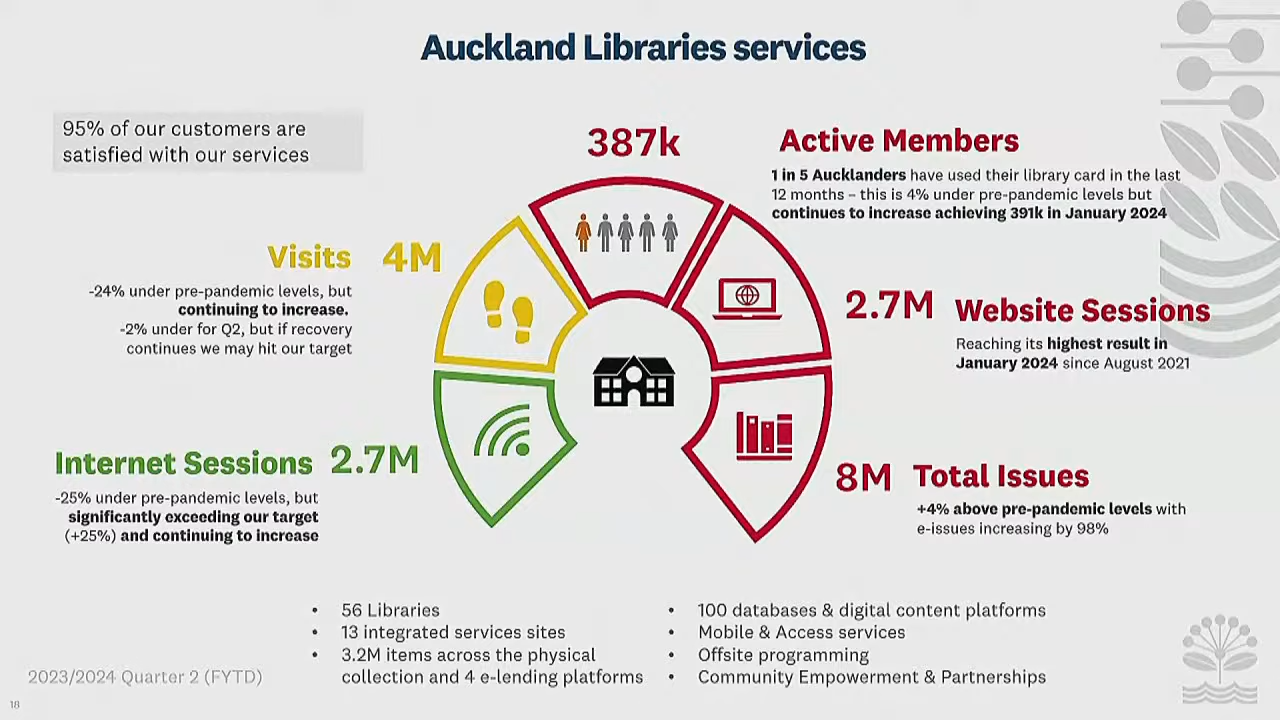 Auckland Libraries services
95% of our customers are
satisfied with our services
387k
Active Members
1 in 5 Aucklanders have used their library card in the last
12 months – this is 4% under pre-pandemic levels but
continues to increase achieving 391k in January 2024
Visits 4M
-24% under pre-pandemic levels, but
continuing to increase.
-2% under for Q2, but if recovery
continues we may hit our target
2.7M Website Sessions
Reaching its highest result in
January 2024 since August 2021
Internet Sessions 2.7M
-25% under pre-pandemic levels, but
significantly exceeding our target
(+25%) and continuing to increase
8M Total Issues
+4% above pre-pandemic levels with
e-issues increasing by 98%
• 56 Libraries
• 13 integrated services sites
• 3.2M items across the physical
collection and 4 e-lending platforms
• 100 databases & digital content platforms
• Mobile & Access services
• Offsite programming
• Community Empowerment & Partnerships
2023/2024 Quarter 2 (FYTD)
18